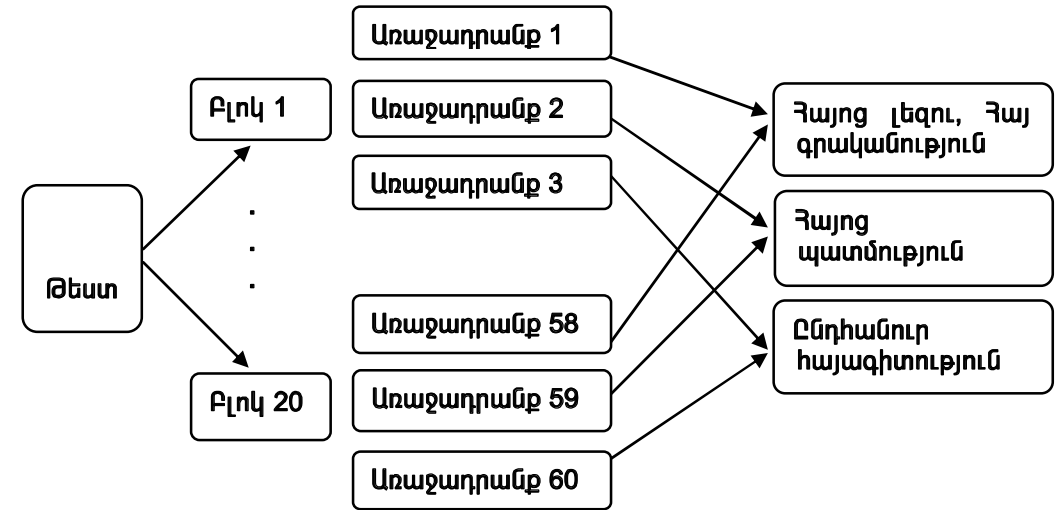 Թեստ
Բլոկ 1
Բլոկ 20
Առաջադրանք 1
Առաջադրանք 2
Առաջադրանք 3
Առաջադրանք 58
Առաջադրանք 59
Առաջադրանք 60
Հայոց լեզու, Հայ
գրականություն
Հայոց
պատմություն
Ընդհանուր
հայագիտություն